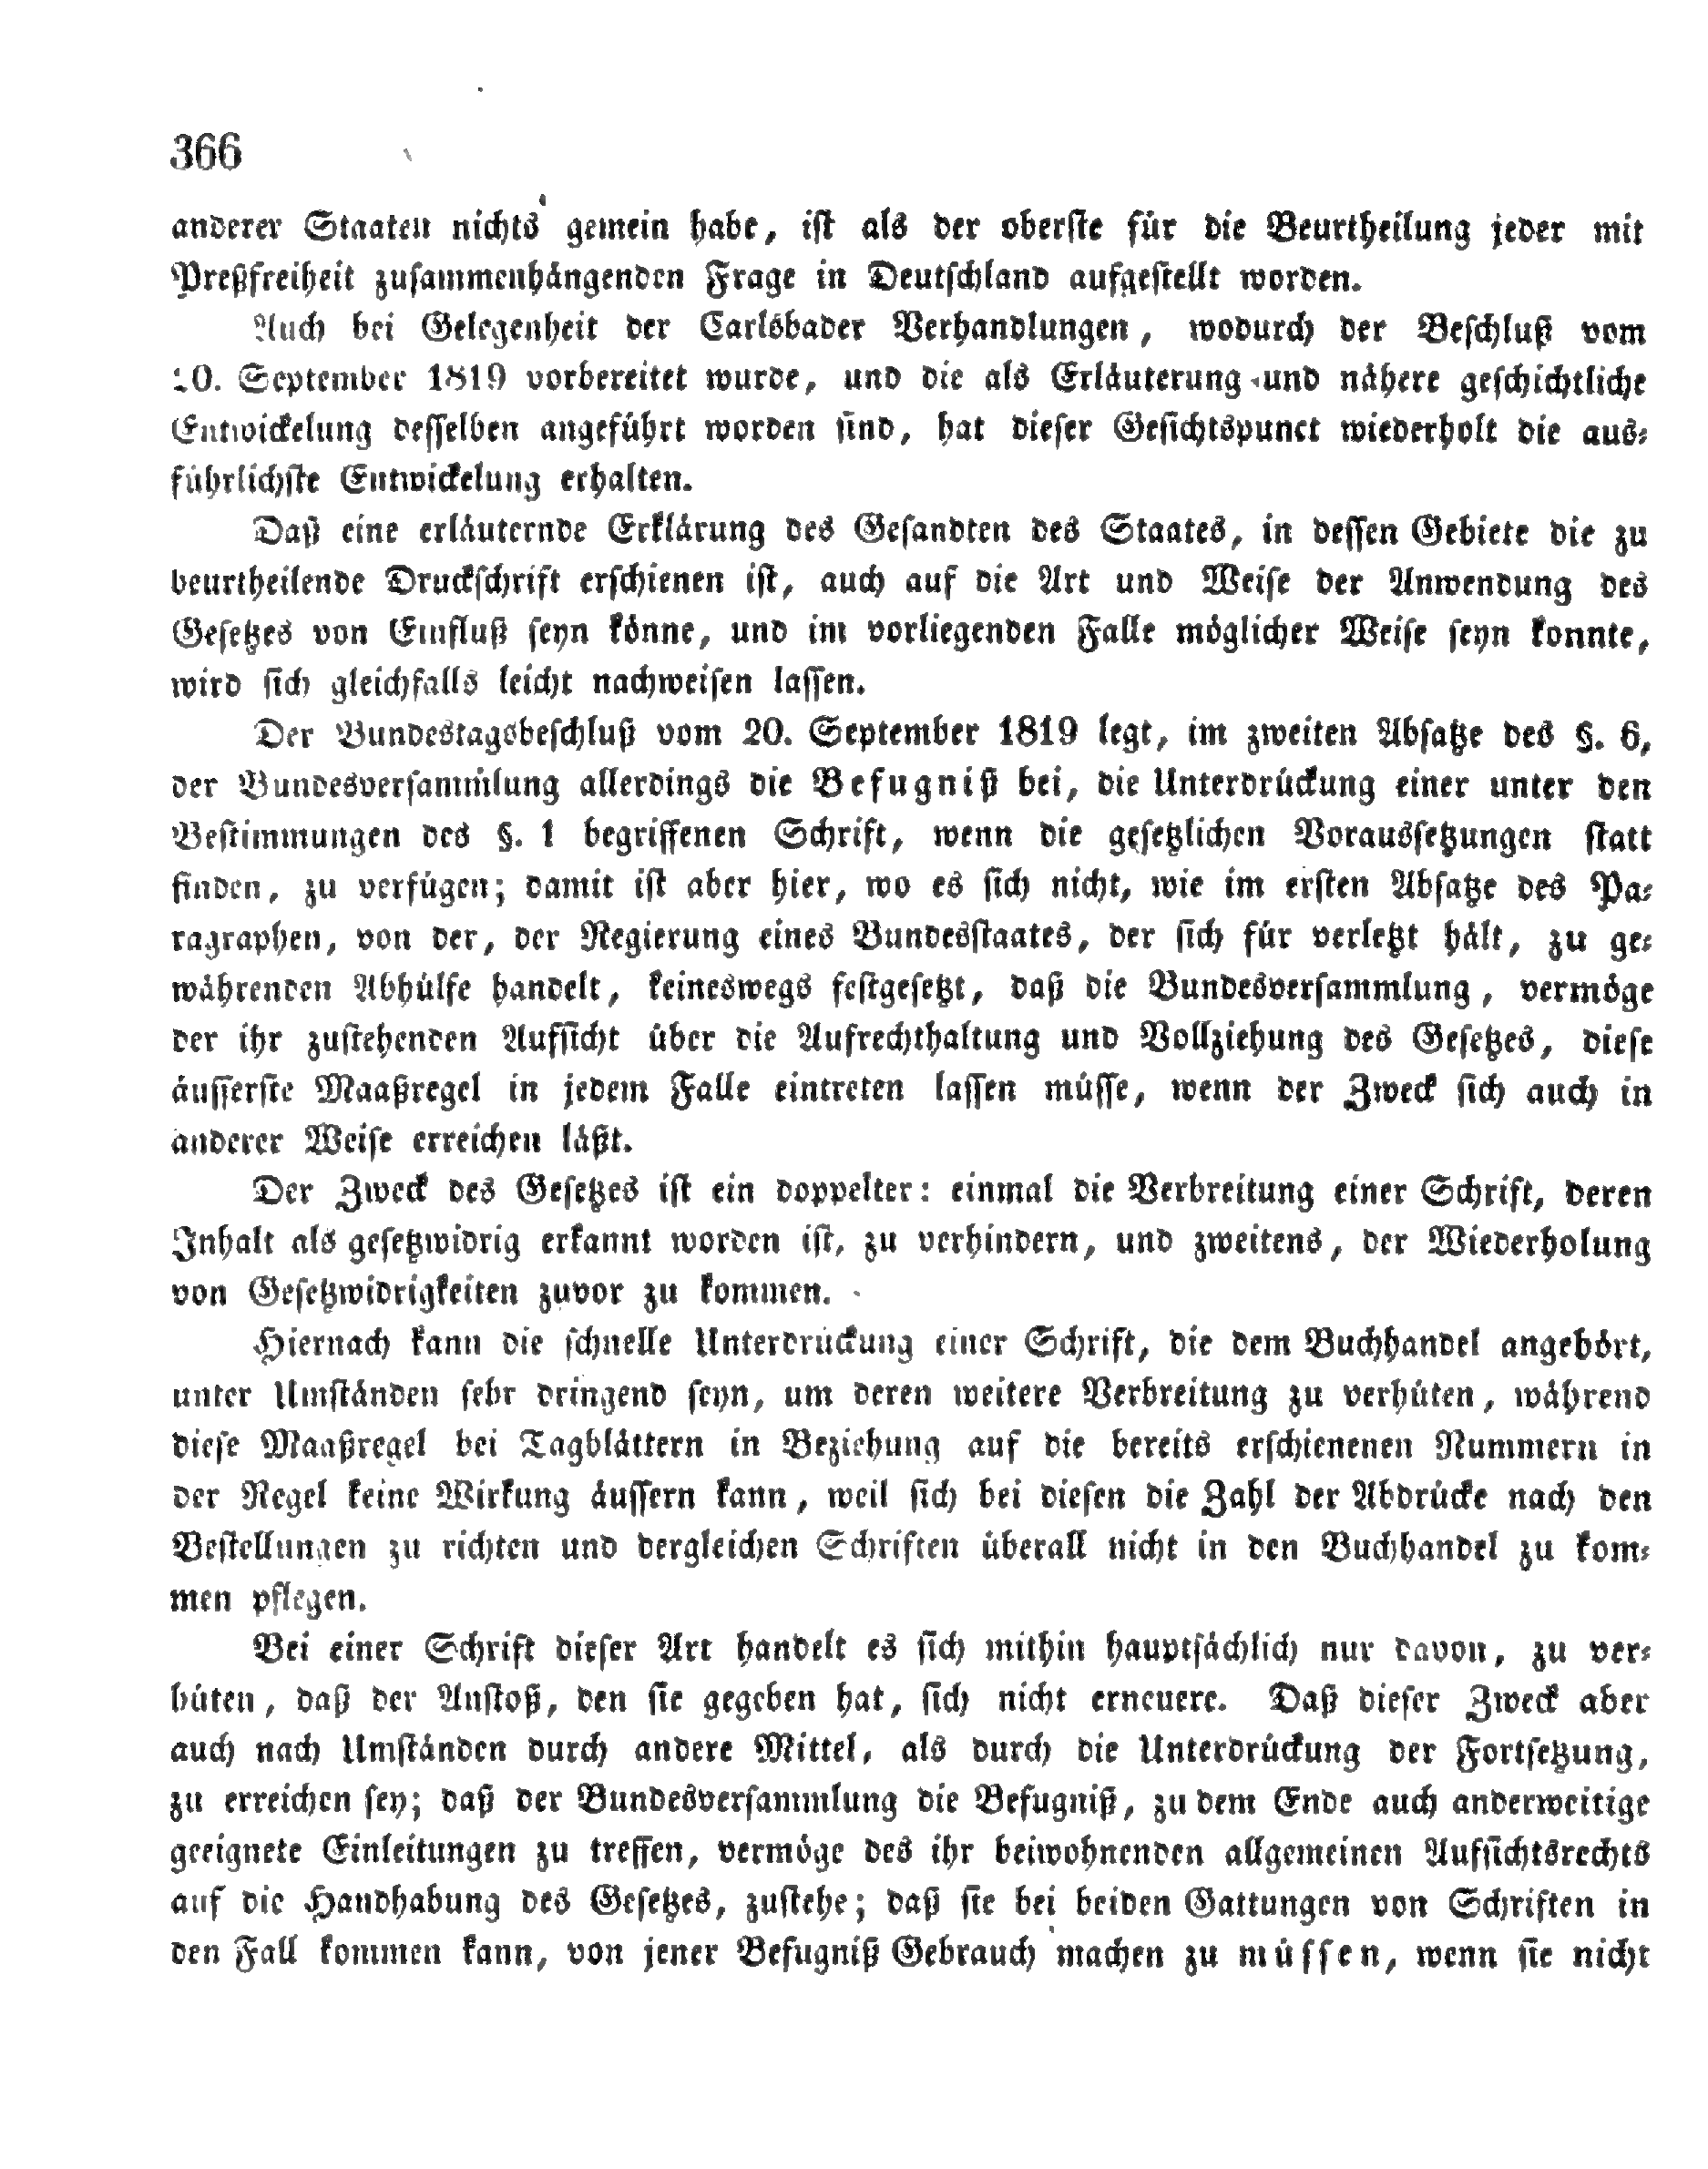 366
anderer Staaten nichts gemein habe, ist als der oberste für die Beurtheilung jeder mit
Preßfreiheit zusammenhängenden Frage in Deutschland aufgestellt worden.
Auch bei Gelegenheit der Carlsbader Verhandlungen, wodurch der Beschluß vom
20. September 1819 vorbereitet wurde, und die als Erläuterung und nähere geschichtliche
Entwickelung desselben angeführt worden sind, hat dieser Gesichtspunct wiederholt die aus-
führlichste Entwickelung erhalten.
Daß eine erläuternde Erklärung des Gesandten des Staates, in dessen Gebiete die zu
beurtheilende Druckschrift erschienen ist, auch auf die Art und Weise der Anwendung des
Gesetzes von Einfluß seyn könne, und im vorliegenden Falle möglicher Weise seyn konnte,
wird sich gleichfalls leicht nachweisen lassen.
Der Bundestagsbeschluß vom 20. September 1819 legt, im zweiten Absatze des §. 6,
der Bundesversammlung allerdings die Befugniß bei, die Unterdrückung einer unter den
Bestimmungen des §. 1 begriffenen Schrift, wenn die gesetzlichen Voraussetzungen statt
finden, zu verfügen; damit ist aber hier, wo es sich nicht, wie im ersten Absatze des Pa-
ragraphen, von der, der Regierung eines Bundesstaates, der sich für verletzt hält, zu ge-
währenden Abhülfe handelt, keineswegs festgesetzt, daß die Bundesversammlung, vermöge
der ihr zustehenden Aufsicht über die Aufrechthaltung und Vollziehung des Gesetzes, diese
äusserste Maaßregel in jedem Falle eintreten lassen müsse, wenn der Zweck sich auch in
anderer Weise erreichen läßt.
Der Zweck des Gesetzes ist ein doppelter: einmal die Verbreitung einer Schrift, deren
Inhalt als gesetzwidrig erkannt worden ist, zu verhindern, und zweitens, der Wiederholung
von Gesetzwidrigkeiten zuvor zu kommen.
Hiernach kann die schnelle Unterdrückung einer Schrift, die dem Buchhandel angehört,
unter Umständen sehr dringend seyn, um deren weitere Verbreitung zu verhüten, während
diese Maaßregel bei Tagblättern in Beziehung auf die bereits erschienenen Nummern in
der Regel keine Wirkung äussern kann, weil sich bei diesen die Zahl der Abdrücke nach den
Bestellungen zu richten und dergleichen Schriften überall nicht in den Buchhandel zu kom-
men pflegen.
Bei einer Schrift dieser Art handelt es sich mithin hauptsächlich nur davon, zu ver-
hüten, daß der Anstoß, den sie gegeben hat, sich nicht erneuere. Daß dieser Zweck aber
auch nach Umständen durch andere Mittel, als durch die Unterdrückung der Fortsetzung,
zu erreichen sey; daß der Bundesversammlung die Befugniß, zu dem Ende auch anderweitige
geeignete Einleitungen zu treffen, vermöge des ihr beiwohnenden allgemeinen Aufsichtsrechts
auf die Handhabung des Gesetzes, zustehe; daß sie bei beiden Gattungen von Schriften in
den Fall kommen kann, von jener Befugniß Gebrauch machen zu müssen, wenn sie nicht